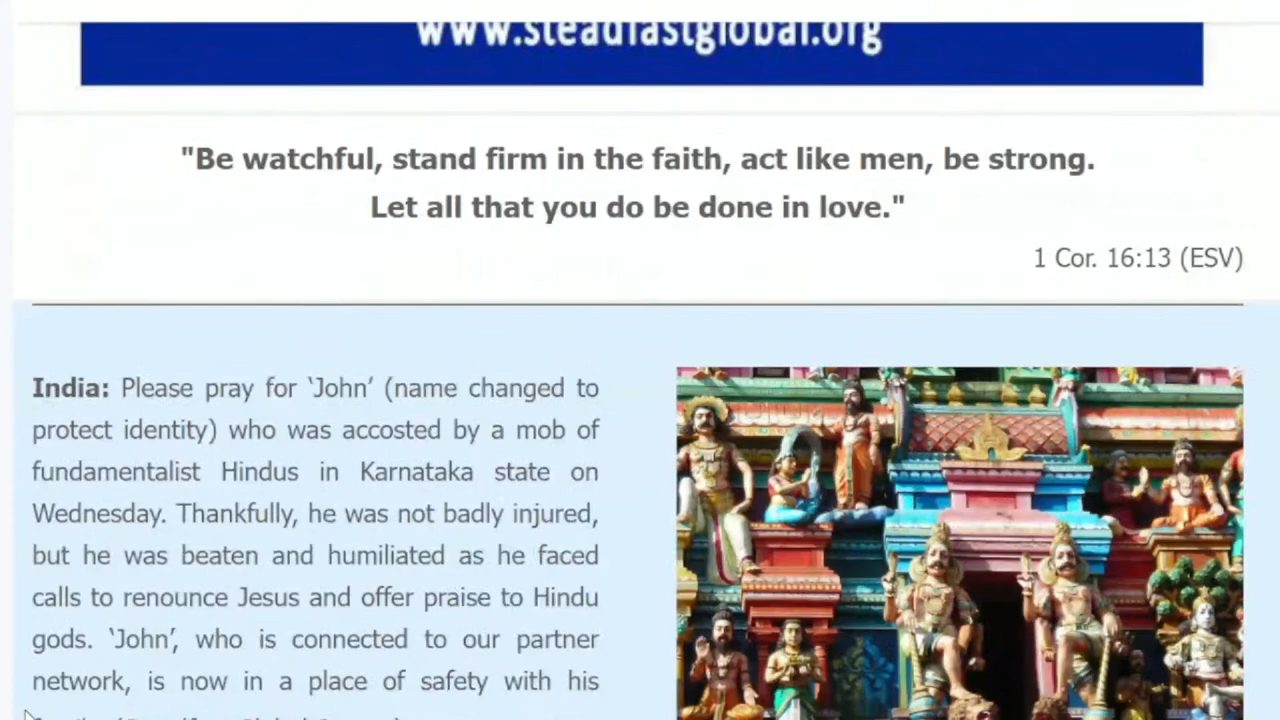 www.steadfastglobal.org
"Be watchful, stand firm in the faith, act like men, be strong.
Let all that you do be done in love."
1 Cor. 16:13 (ESV)
India: Please pray for ‘John’ (name changed to
protect identity) who was accosted by a mob of
fundamentalist Hindus in Karnataka state on
Wednesday. Thankfully, he was not badly injured,
but he was beaten and humiliated as he faced
calls to renounce Jesus and offer praise to Hindu
gods. ‘John’, who is connected to our partner
network, is now in a place of safety with his